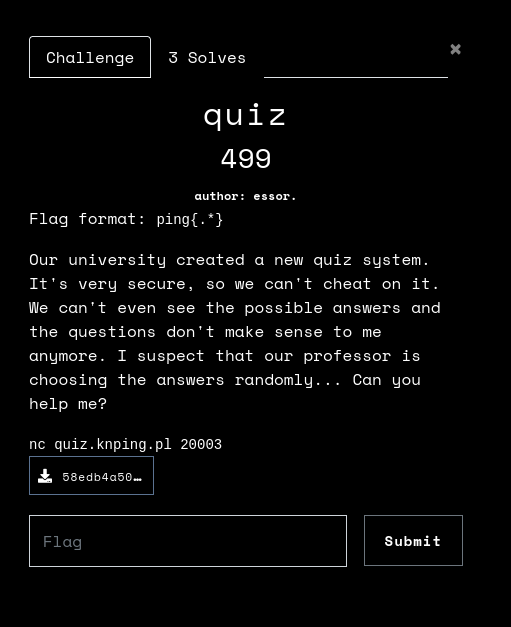 Challenge
3 Solves
×
quiz
499
author: essor.
Flag format: ping{.*}
Our university created a new quiz system.
It's very secure, so we can't cheat on it.
We can't even see the possible answers and
the questions don't make sense to me
anymore. I suspect that our professor is
choosing the answers randomly... Can you
help me?
nc quiz.knping.pl 20003
58edb4a50…
Flag
Submit